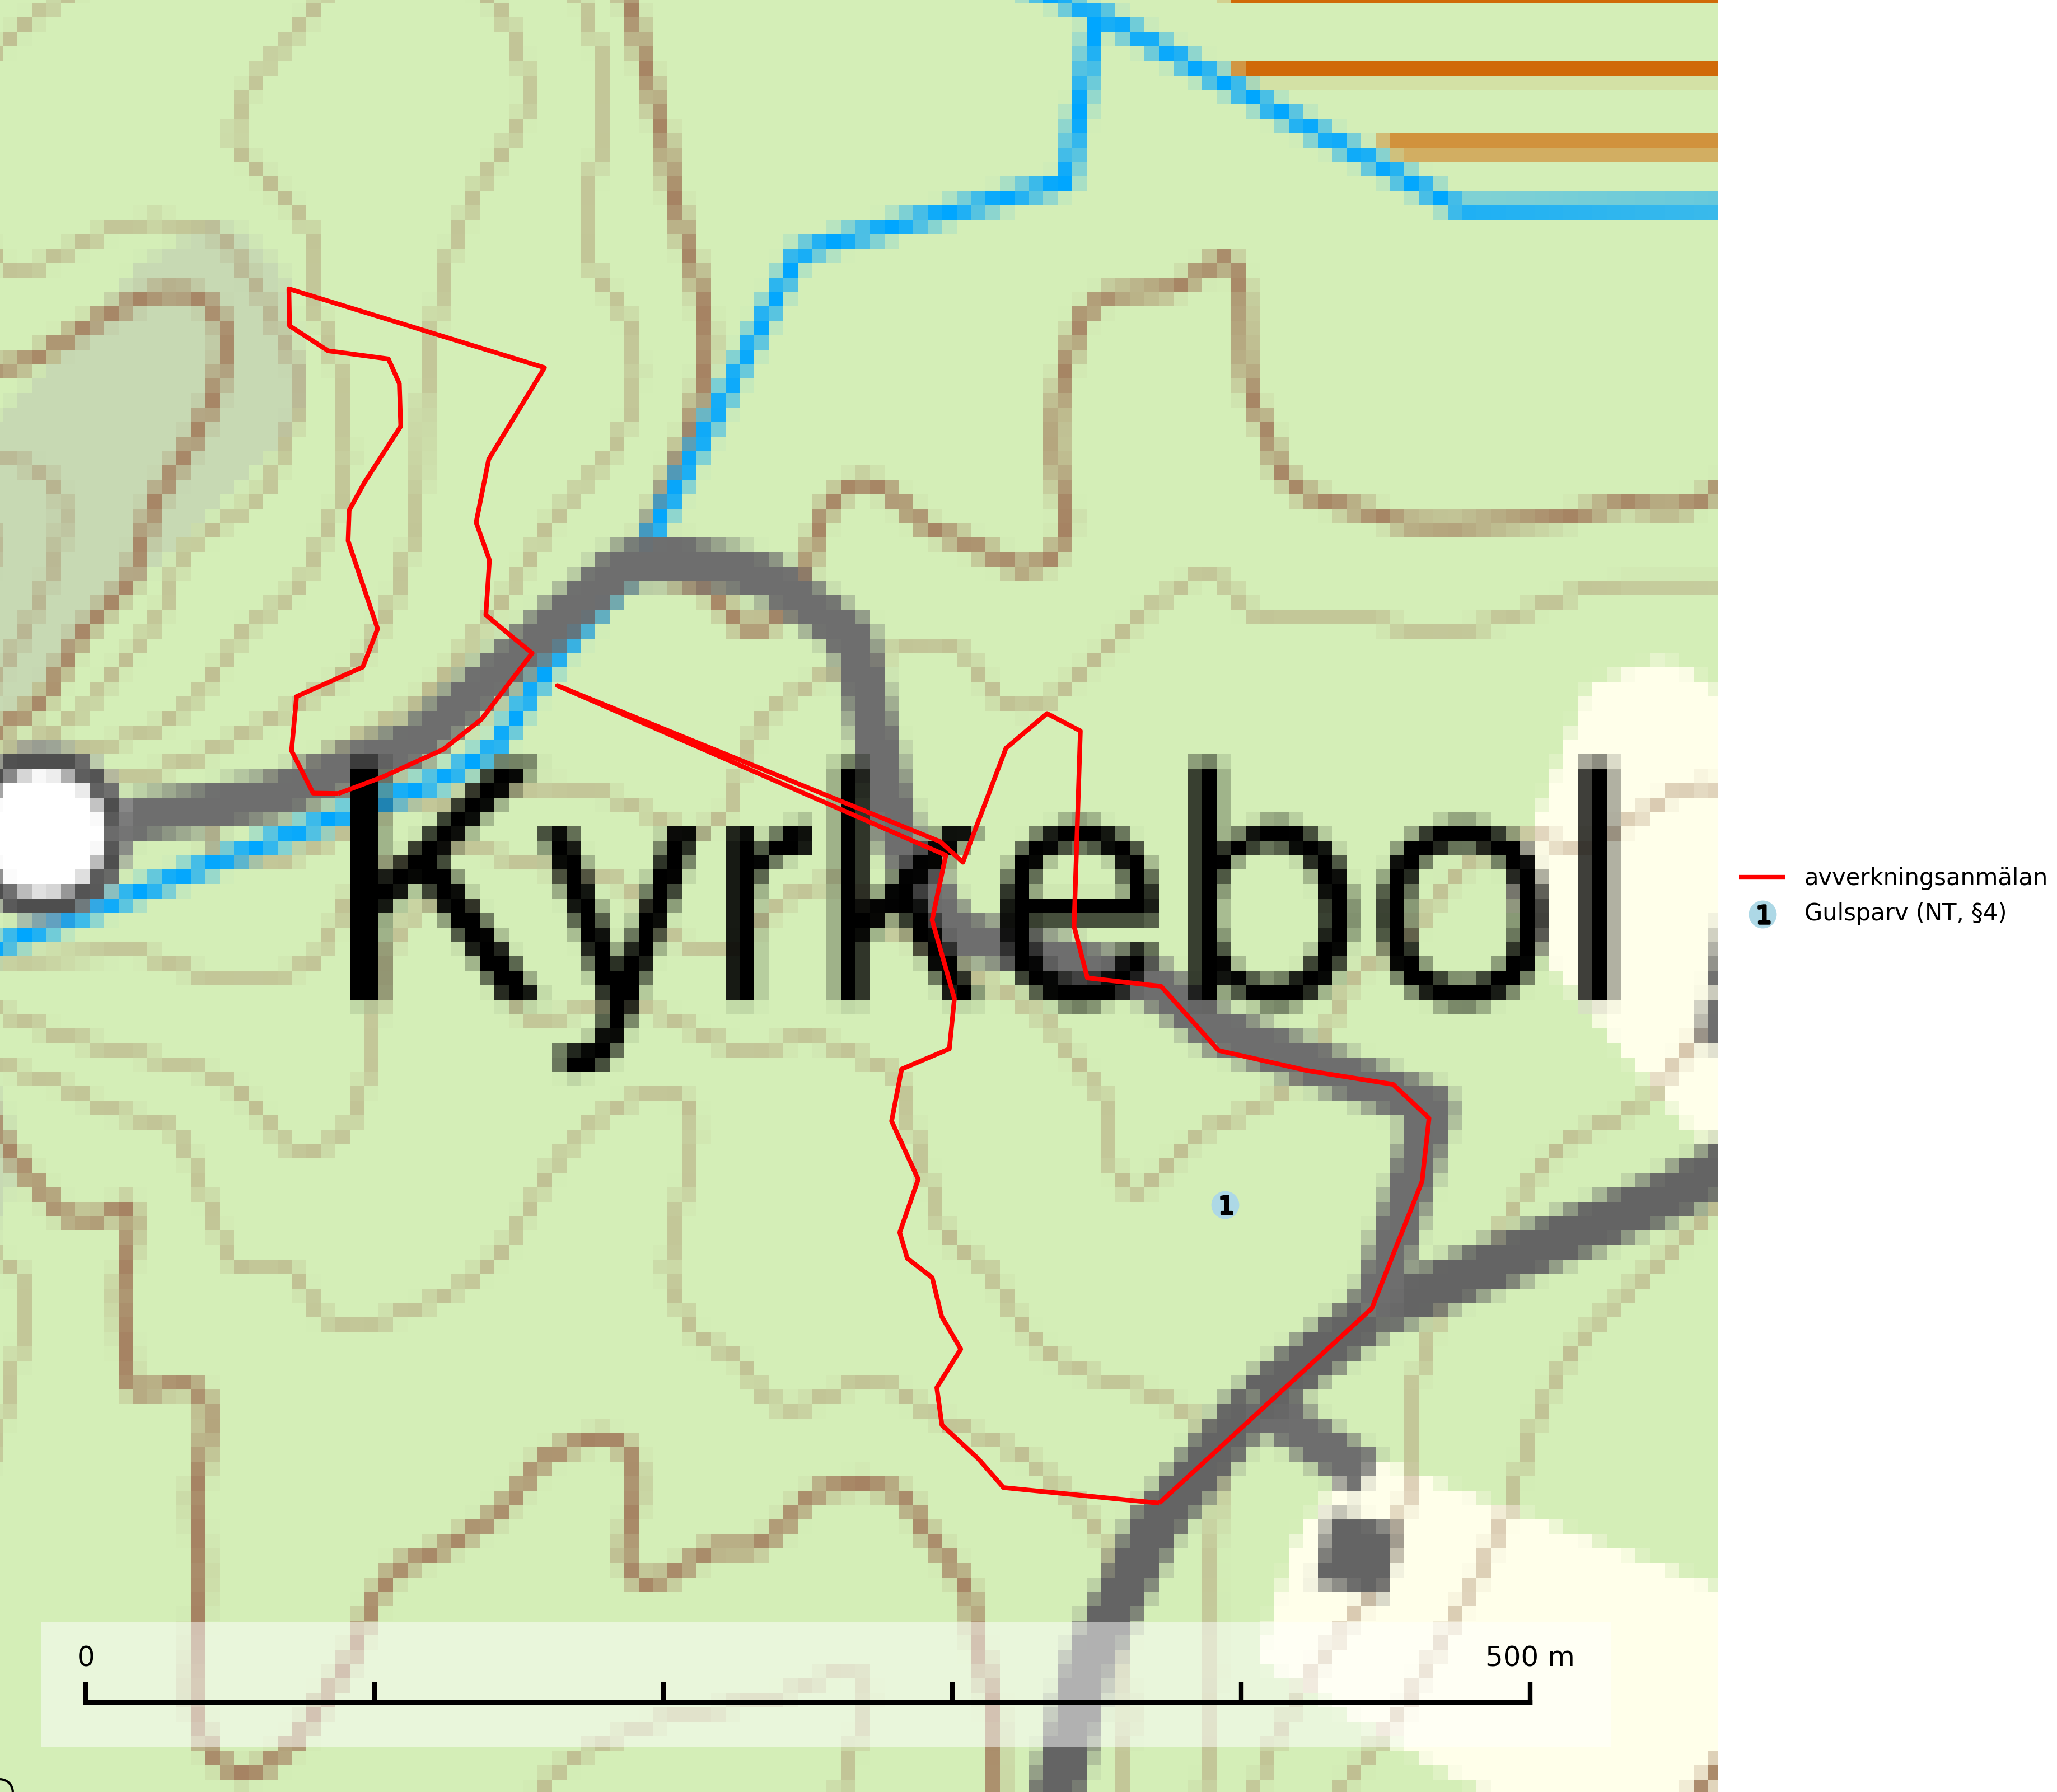 Kyrkebol
1
avverkningsanmälan
1 Gulsparv (NT, §4)
0 500 m